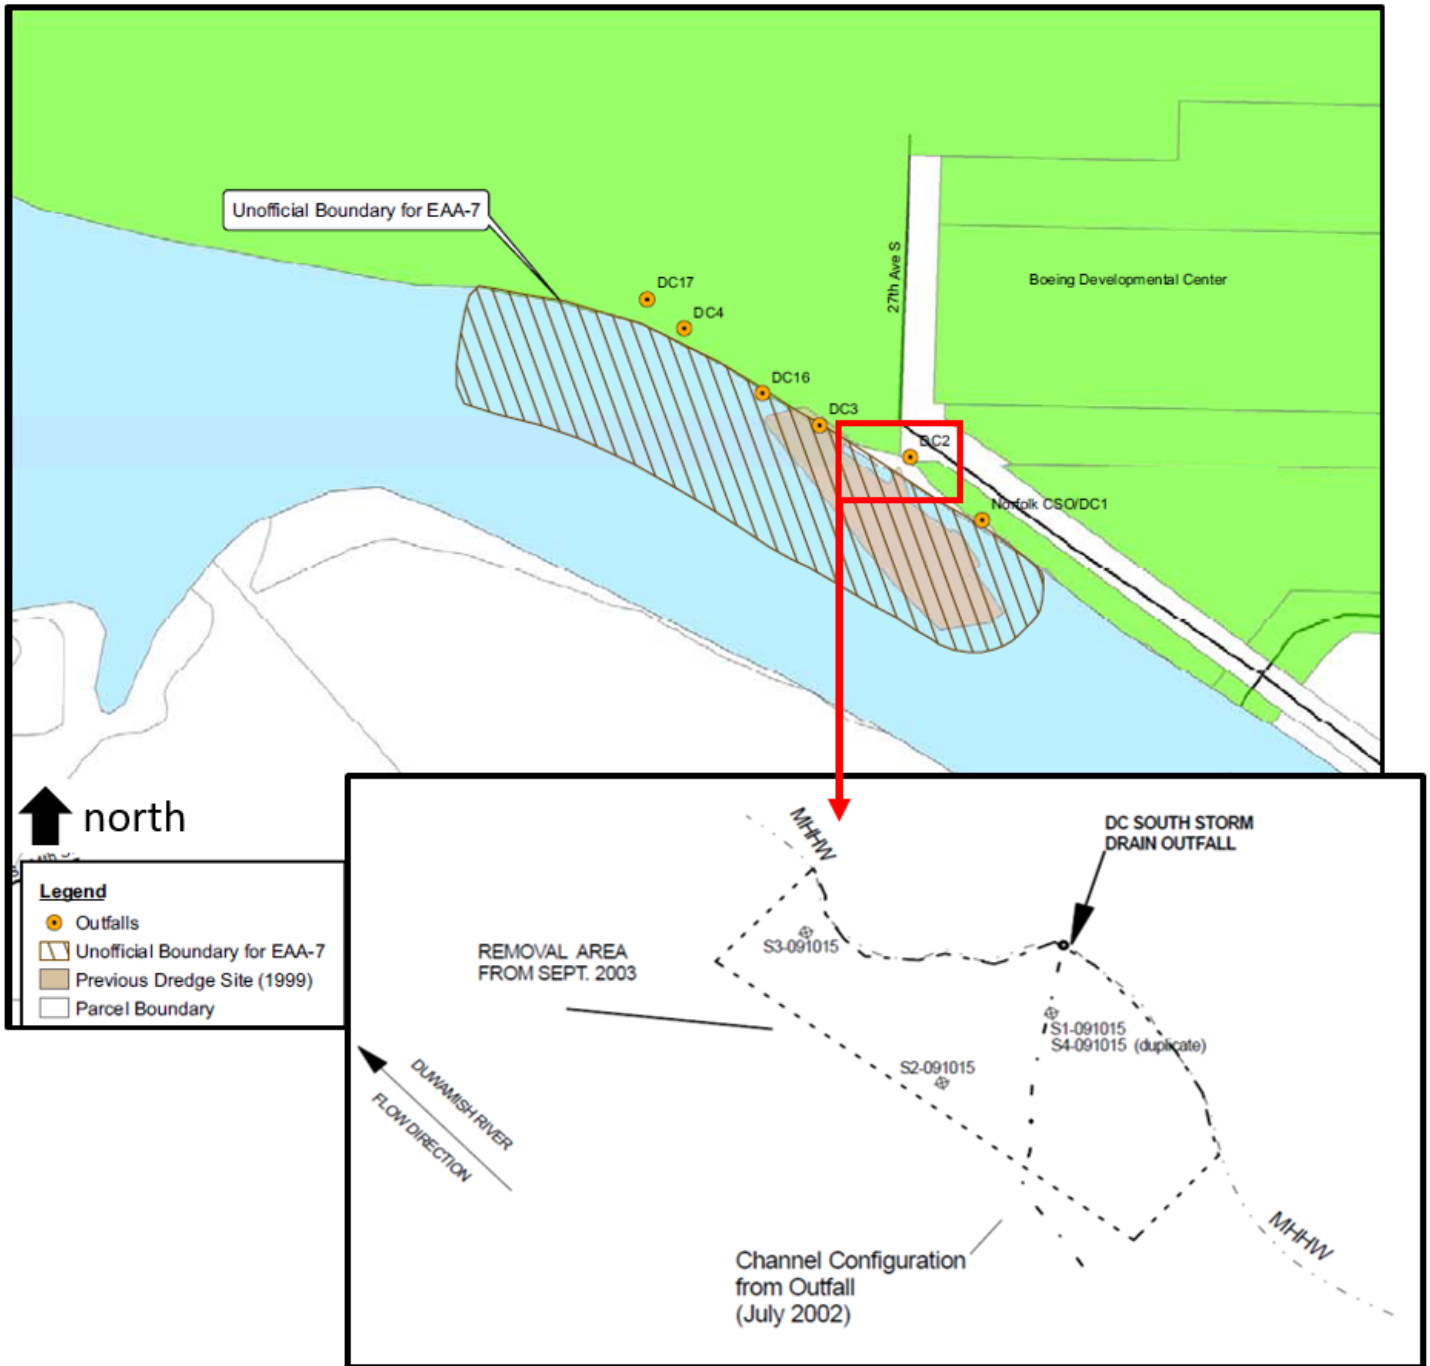 Unofficial Boundary for EAA-7
27th Ave S
Boeing Developmental Center
DC17
DC4
DC16
DC3
DC2
Norfolk CSO/DC1
north
Legend
Outfalls
Unofficial Boundary for EAA-7
Previous Dredge Site (1999)
Parcel Boundary
MHHW
DC SOUTH STORM
DRAIN OUTFALL
S3-091015
REMOVAL AREA
FROM SEPT. 2003
S1-091015
S4-091015 (duplicate)
S2-091015
DUWAMISH RIVER
FLOW DIRECTION
MHHW
Channel Configuration
from Outfall
(July 2002)